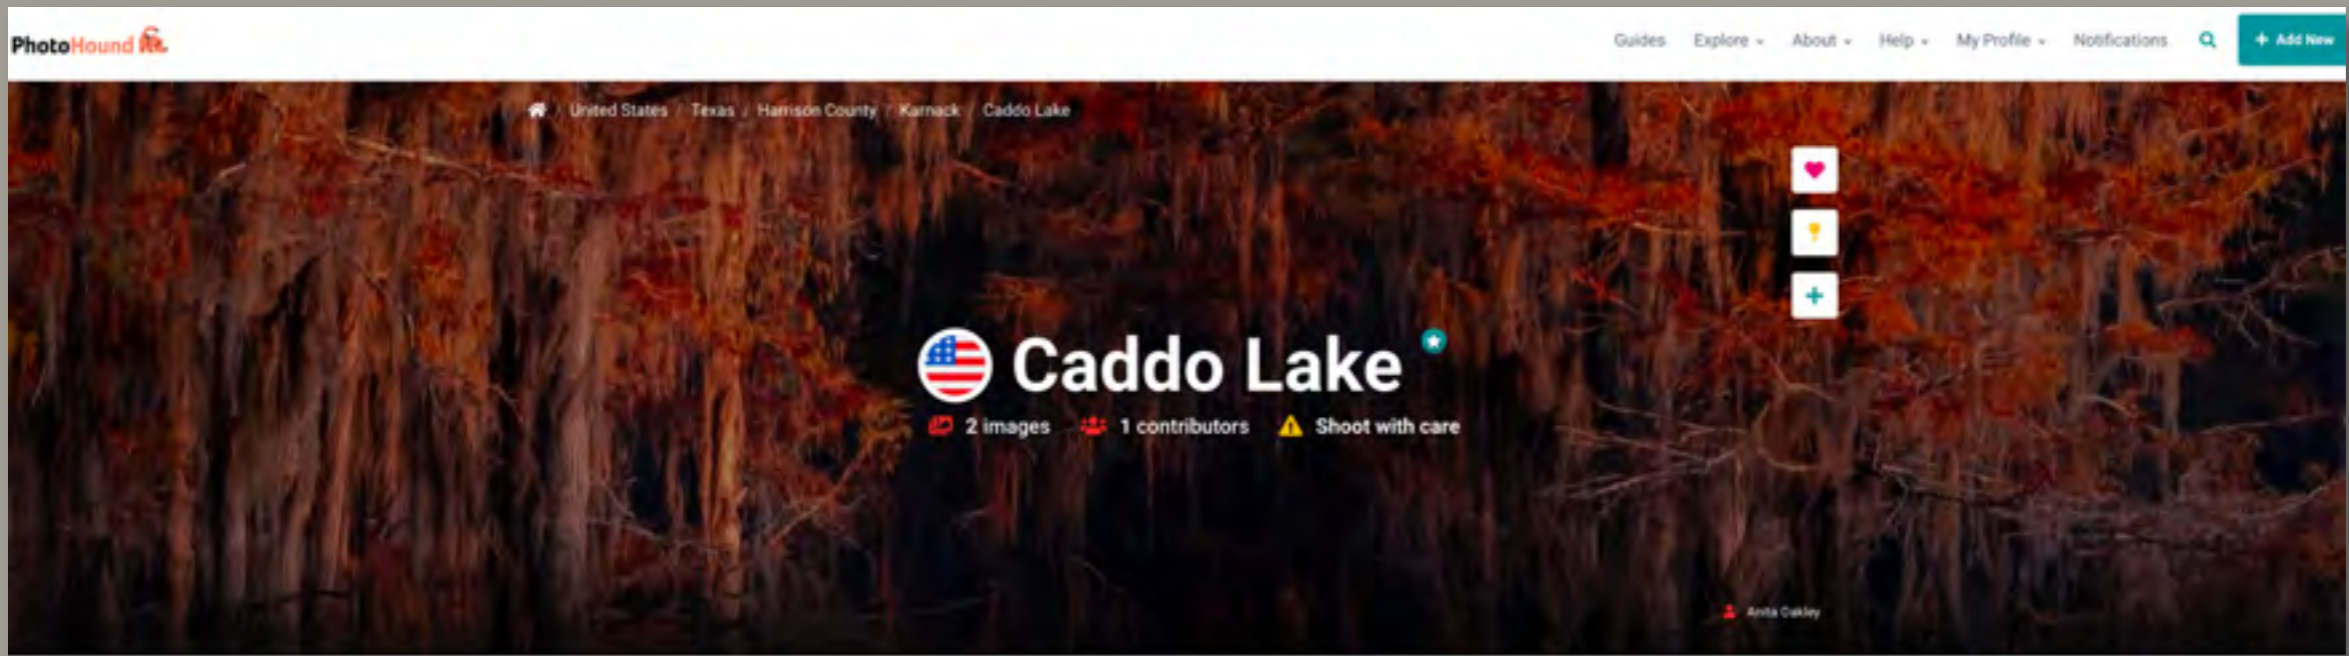 PhotoHound
Guides Explore About Help My Profile Notifications + Add New
/ United States / Texas / Harrison County / Karnack / Caddo Lake
Caddo Lake
2 images 1 contributors Shoot with care
Anita Oakley